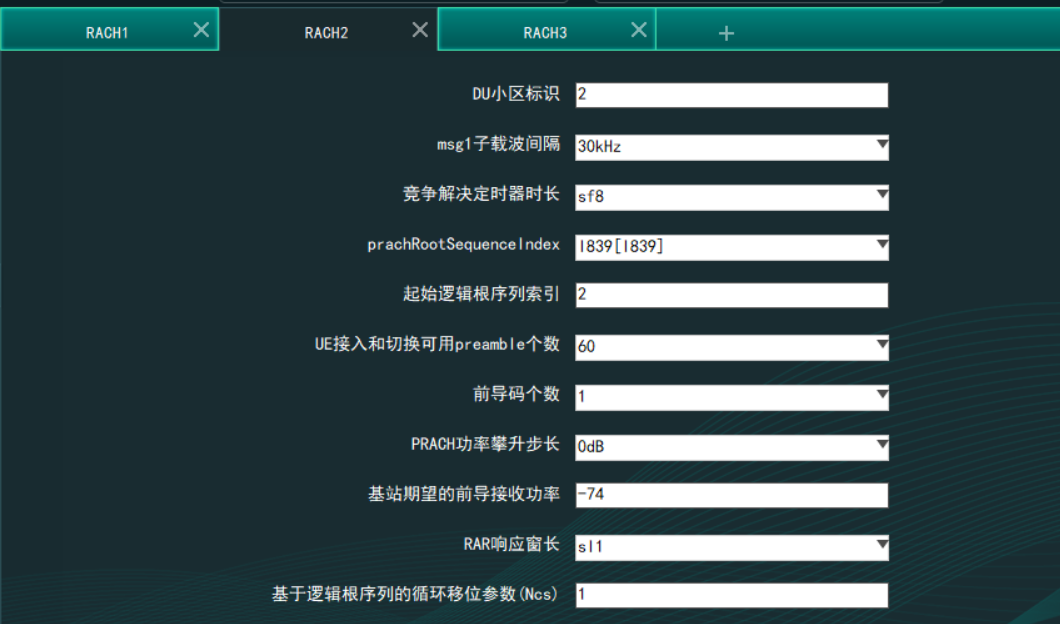 RACH1 RACH2 RACH3
DU小区标识 2
msg1子载波间隔 30kHz
竞争解决定时器时长 sf8
prachRootSequenceIndex l839[l839]
起始逻辑根序列索引 2
UE接入和切换可用preamble个数 60
前导码个数 1
PRACH功率攀升步长 0dB
基站期望的前导接收功率 -74
RAR响应窗长 sl1
基于逻辑根序列的循环移位参数(Ncs) 1